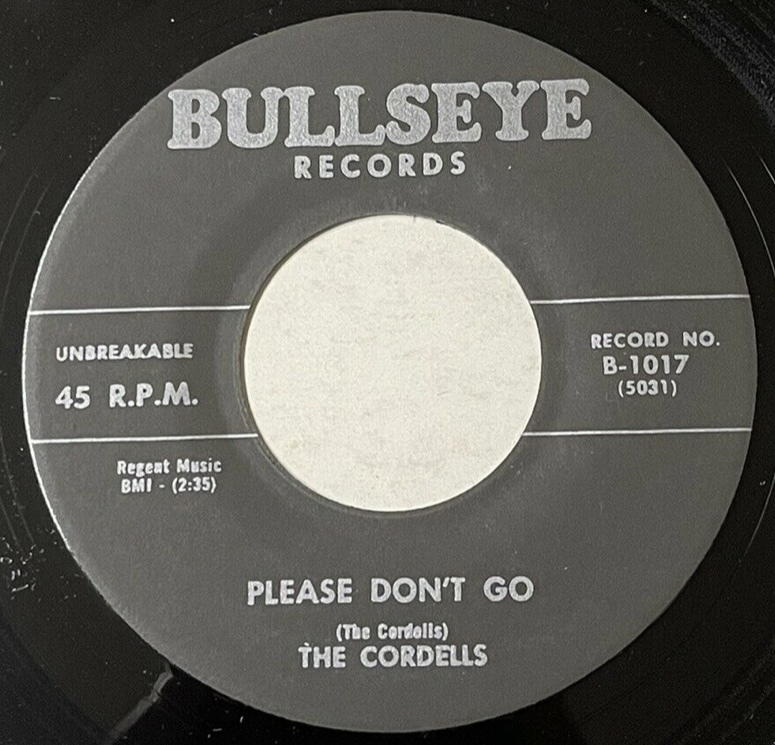 BULLSEYE
RECORDS
UNBREAKABLE
45 R.P.M.
RECORD NO.
B-1017
(5031)
Regent Music
BMI - (2:35)
PLEASE DON'T GO
(The Cordells)
THE CORDELLS